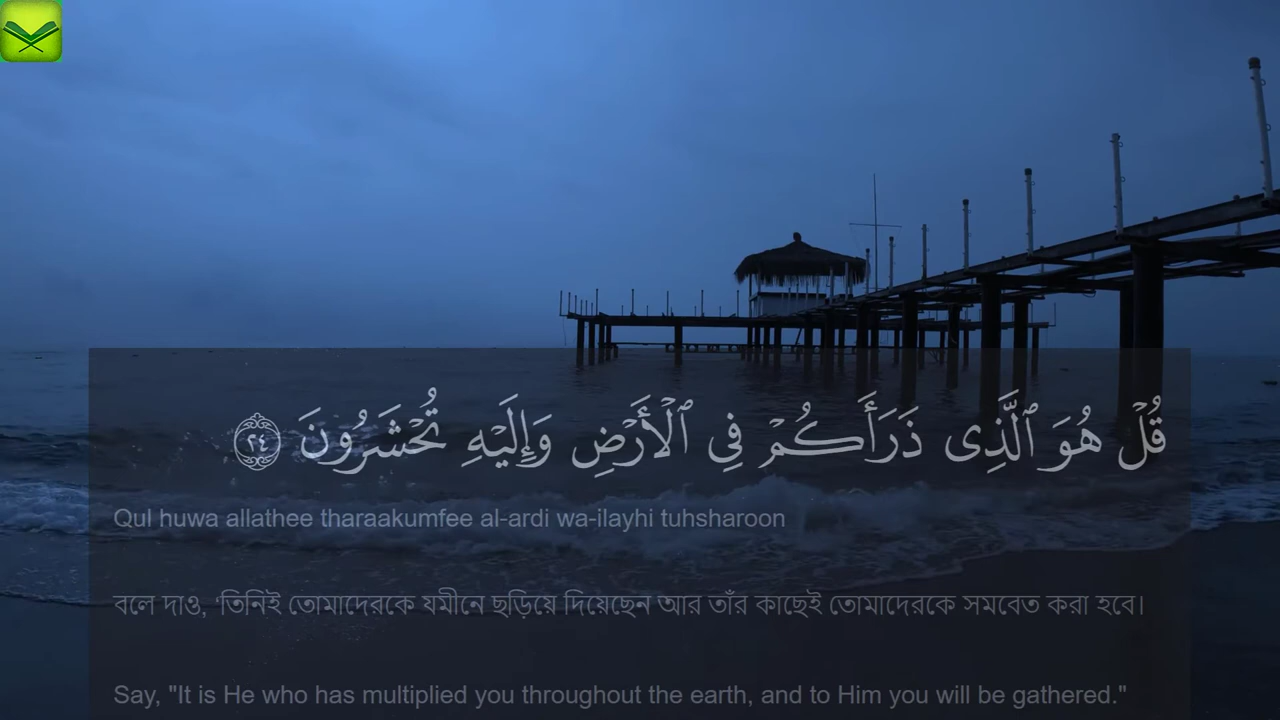 قُلْ هُوَ ٱلَّذِى ذَرَأَكُمْ فِى ٱلْأَرْضِ وَإِلَيْهِ تُحْشَرُونَ ٢٤
Qul huwa allathee tharaakumfee al-ardi wa-ilayhi tuhsharoon
বলে দাও, ‘তিনিই তোমাদেরকে যমীনে ছড়িয়ে দিয়েছেন আর তাঁর কাছেই তোমাদেরকে সমবেত করা হবে।
Say, "It is He who has multiplied you throughout the earth, and to Him you will be gathered."